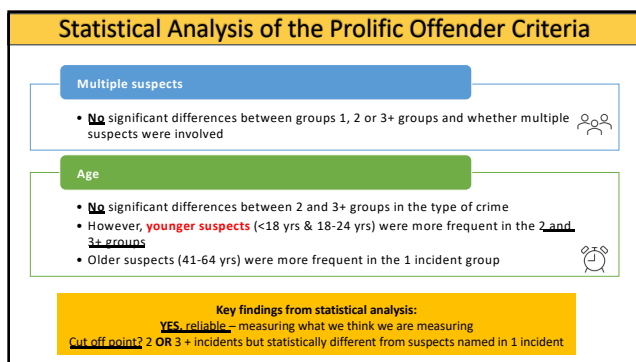 Statistical Analysis of the Prolific Offender Criteria
Multiple suspects
• No significant differences between groups 1, 2 or 3+ groups and whether multiple
suspects were involved
Age
• No significant differences between 2 and 3+ groups in the type of crime
• However, younger suspects (<18 yrs & 18-24 yrs) were more frequent in the 2 and
3+ groups
• Older suspects (41-64 yrs) were more frequent in the 1 incident group
Key findings from statistical analysis:
YES, reliable – measuring what we think we are measuring
Cut off point? 2 OR 3 + incidents but statistically different from suspects named in 1 incident